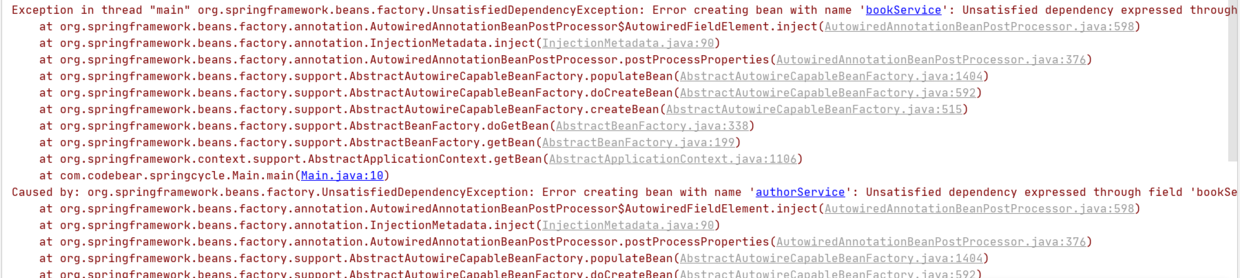 Exception in thread "main" org.springframework.beans.factory.UnsatisfiedDependencyException: Error creating bean with name 'bookService': Unsatisfied dependency expressed through
at org.springframework.beans.factory.annotation.AutowiredAnnotationBeanPostProcessor$AutowiredFieldElement.inject(AutowiredAnnotationBeanPostProcessor.java:598)
at org.springframework.beans.factory.annotation.InjectionMetadata.inject(InjectionMetadata.java:90)
at org.springframework.beans.factory.annotation.AutowiredAnnotationBeanPostProcessor.postProcessProperties(AutowiredAnnotationBeanPostProcessor.java:376)
at org.springframework.beans.factory.support.AbstractAutowireCapableBeanFactory.populateBean(AbstractAutowireCapableBeanFactory.java:1404)
at org.springframework.beans.factory.support.AbstractAutowireCapableBeanFactory.doCreateBean(AbstractAutowireCapableBeanFactory.java:592)
at org.springframework.beans.factory.support.AbstractAutowireCapableBeanFactory.createBean(AbstractAutowireCapableBeanFactory.java:515)
at org.springframework.beans.factory.support.AbstractBeanFactory.doGetBean(AbstractBeanFactory.java:338)
at org.springframework.beans.factory.support.AbstractBeanFactory.getBean(AbstractBeanFactory.java:199)
at org.springframework.context.support.AbstractApplicationContext.getBean(AbstractApplicationContext.java:1106)
at com.codebear.springcycle.Main.main(Main.java:10)
Caused by: org.springframework.beans.factory.UnsatisfiedDependencyException: Error creating bean with name 'authorService': Unsatisfied dependency expressed through field 'bookSe
at org.springframework.beans.factory.annotation.AutowiredAnnotationBeanPostProcessor$AutowiredFieldElement.inject(AutowiredAnnotationBeanPostProcessor.java:598)
at org.springframework.beans.factory.annotation.InjectionMetadata.inject(InjectionMetadata.java:90)
at org.springframework.beans.factory.annotation.AutowiredAnnotationBeanPostProcessor.postProcessProperties(AutowiredAnnotationBeanPostProcessor.java:376)
at org.springframework.beans.factory.support.AbstractAutowireCapableBeanFactory.populateBean(AbstractAutowireCapableBeanFactory.java:1404)
at org.springframework.beans.factory.support.AbstractAutowireCapableBeanFactory.doCreateBean(AbstractAutowireCapableBeanFactory.java:592)